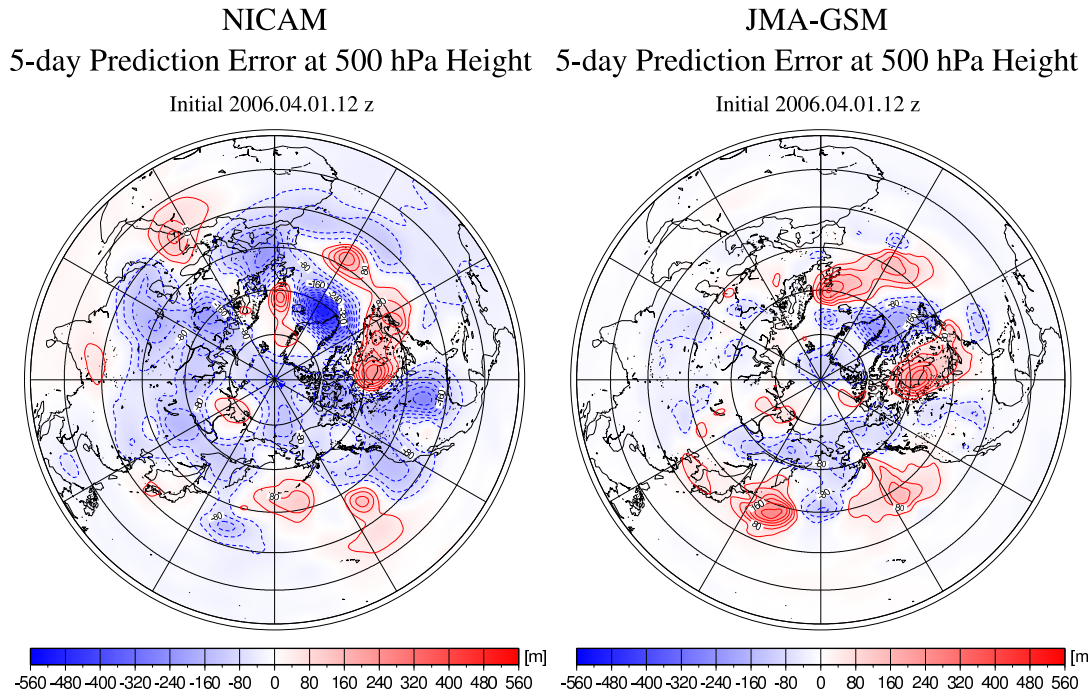 NICAM
5-day Prediction Error at 500 hPa Height
Initial 2006.04.01.12 z
-560 -480 -400 -320 -240 -160 -80 0 80 160 240 320 400 480 560 [m]
JMA-GSM
5-day Prediction Error at 500 hPa Height
Initial 2006.04.01.12 z
-560 -480 -400 -320 -240 -160 -80 0 80 160 240 320 400 480 560 [m]